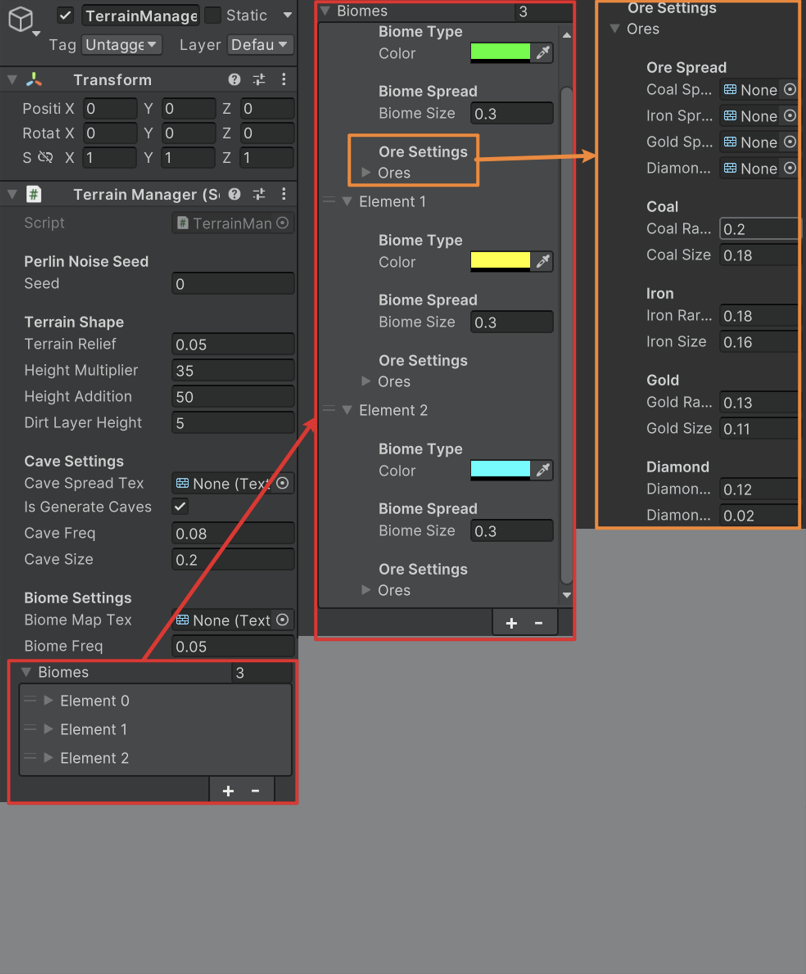 TerrainManage
Static
Tag Untagge Layer Defau
Transform
Positi X 0 Y 0 Z 0
Rotat X 0 Y 0 Z 0
S X 1 Y 1 Z 1
# Terrain Manager (S
Script # TerrainMan
Perlin Noise Seed
Seed 0
Terrain Shape
Terrain Relief 0.05
Height Multiplier 35
Height Addition 50
Dirt Layer Height 5
Cave Settings
Cave Spread Tex None (Text
Is Generate Caves
Cave Freq 0.08
Cave Size 0.2
Biome Settings
Biome Map Tex None (Text
Biome Freq 0.05
Biomes 3
Element 0
Element 1
Element 2
+ -
Biomes 3
Biome Type
Color
Biome Spread
Biome Size 0.3
Ore Settings
Ores
Element 1
Biome Type
Color
Biome Spread
Biome Size 0.3
Ore Settings
Ores
Element 2
Biome Type
Color
Biome Spread
Biome Size 0.3
Ore Settings
Ores
+ -
Ore Settings
Ores
Ore Spread
Coal Sp... None
Iron Spr... None
Gold Sp... None
Diamon... None
Coal
Coal Ra... 0.2
Coal Size 0.18
Iron
Iron Rar... 0.18
Iron Size 0.16
Gold
Gold Ra... 0.13
Gold Size 0.11
Diamond
Diamon... 0.12
Diamon... 0.02